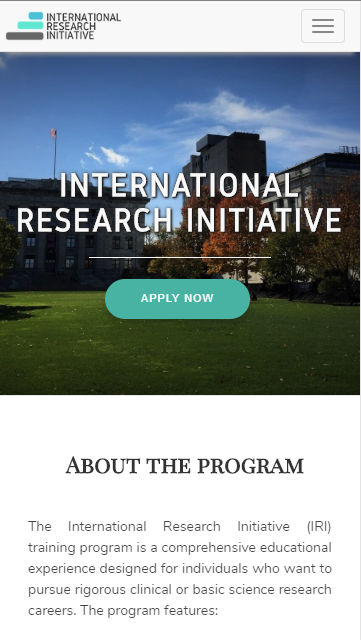 INTERNATIONAL
RESEARCH
INITIATIVE
INTERNATIONAL
RESEARCH INITIATIVE
APPLY NOW
ABOUT THE PROGRAM
The International Research Initiative (IRI)
training program is a comprehensive educational
experience designed for individuals who want to
pursue rigorous clinical or basic science research
careers. The program features: